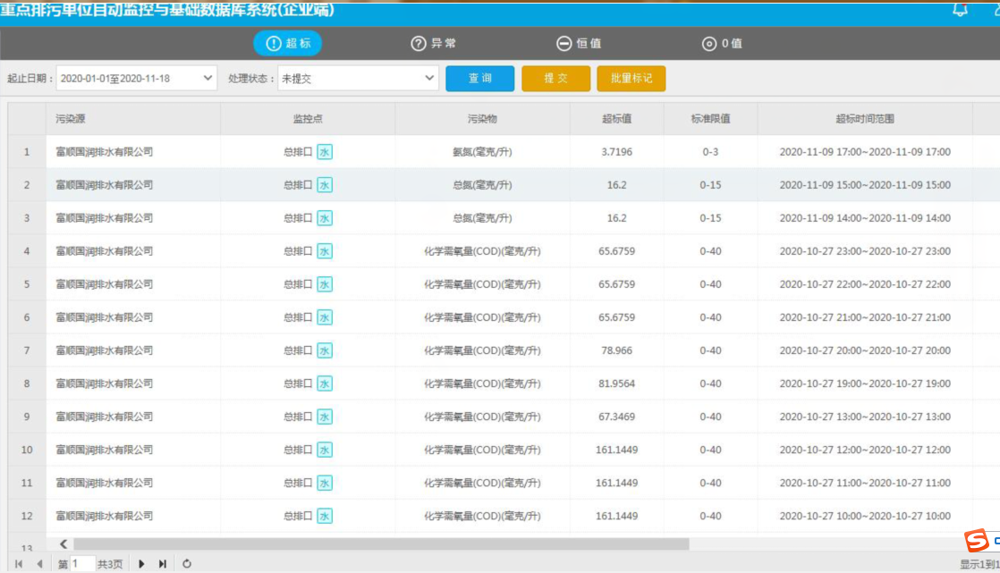 重点排污单位自动监控与基础数据库系统(企业端)
超标 异常 恒值 0值
起止日期： 2020-01-01至2020-11-18 处理状态： 未提交 查询 提交 批量标记
污染源 监控点 污染物 超标值 标准限值 超标时间范围
1 富顺国润排水有限公司 总排口 水 氨氮(毫克/升) 3.7196 0-3 2020-11-09 17:00~2020-11-09 17:00
2 富顺国润排水有限公司 总排口 水 总氮(毫克/升) 16.2 0-15 2020-11-09 15:00~2020-11-09 15:00
3 富顺国润排水有限公司 总排口 水 总氮(毫克/升) 16.2 0-15 2020-11-09 14:00~2020-11-09 14:00
4 富顺国润排水有限公司 总排口 水 化学需氧量(COD)(毫克/升) 65.6759 0-40 2020-10-27 23:00~2020-10-27 23:00
5 富顺国润排水有限公司 总排口 水 化学需氧量(COD)(毫克/升) 65.6759 0-40 2020-10-27 22:00~2020-10-27 22:00
6 富顺国润排水有限公司 总排口 水 化学需氧量(COD)(毫克/升) 65.6759 0-40 2020-10-27 21:00~2020-10-27 21:00
7 富顺国润排水有限公司 总排口 水 化学需氧量(COD)(毫克/升) 78.966 0-40 2020-10-27 20:00~2020-10-27 20:00
8 富顺国润排水有限公司 总排口 水 化学需氧量(COD)(毫克/升) 81.9564 0-40 2020-10-27 19:00~2020-10-27 19:00
9 富顺国润排水有限公司 总排口 水 化学需氧量(COD)(毫克/升) 67.3469 0-40 2020-10-27 13:00~2020-10-27 13:00
10 富顺国润排水有限公司 总排口 水 化学需氧量(COD)(毫克/升) 161.1449 0-40 2020-10-27 12:00~2020-10-27 12:00
11 富顺国润排水有限公司 总排口 水 化学需氧量(COD)(毫克/升) 161.1449 0-40 2020-10-27 11:00~2020-10-27 11:00
12 富顺国润排水有限公司 总排口 水 化学需氧量(COD)(毫克/升) 161.1449 0-40 2020-10-27 10:00~2020-10-27 10:00
13
第 1 共3页 显示1到